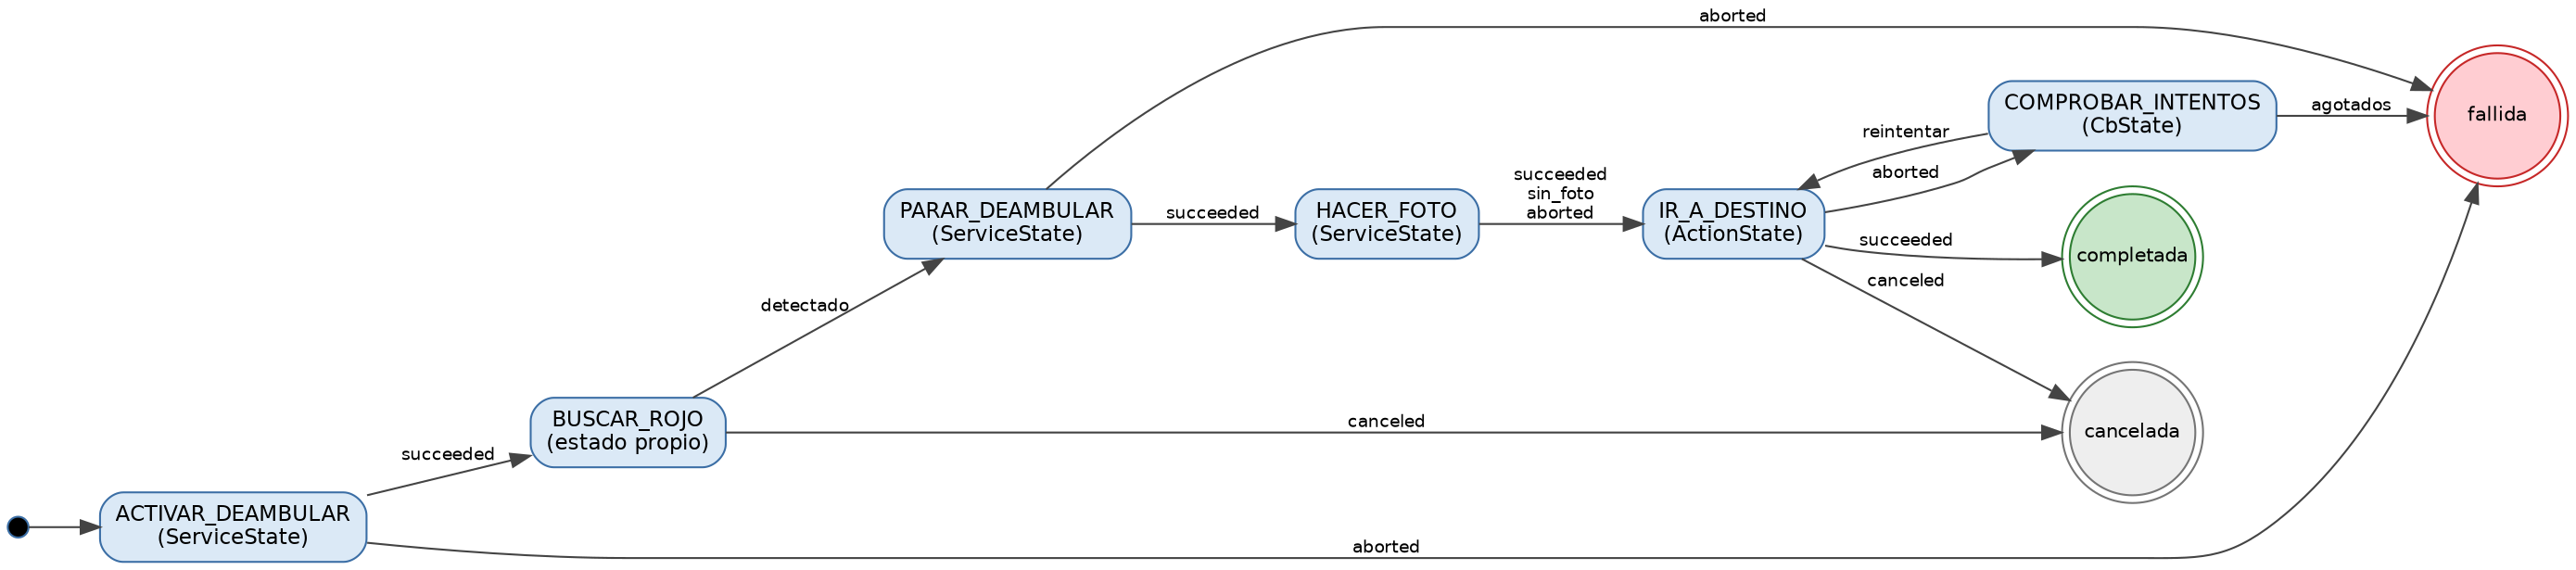 aborted
COMPROBAR_INTENTOS
(CbState)
agotados
fallida
reintentar
aborted
PARAR_DEAMBULAR
(ServiceState)
succeeded
HACER_FOTO
(ServiceState)
succeeded
sin_foto
aborted
IR_A_DESTINO
(ActionState)
succeeded
completada
canceled
detectado
BUSCAR_ROJO
(estado propio)
canceled
cancelada
succeeded
ACTIVAR_DEAMBULAR
(ServiceState)
aborted